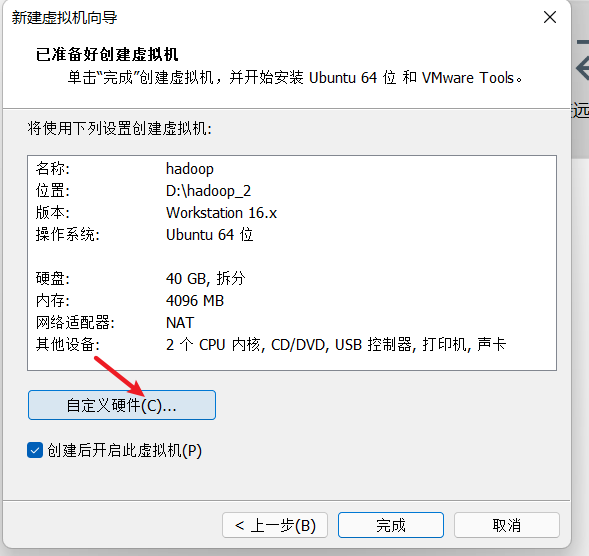 新建虚拟机向导
已准备好创建虚拟机
单击“完成”创建虚拟机，并开始安装 Ubuntu 64 位 和 VMware Tools。
将使用下列设置创建虚拟机:
名称: hadoop
位置: D:\hadoop_2
版本: Workstation 16.x
操作系统: Ubuntu 64 位
硬盘: 40 GB, 拆分
内存: 4096 MB
网络适配器: NAT
其他设备: 2 个 CPU 内核, CD/DVD, USB 控制器, 打印机, 声卡
自定义硬件(C)...
创建后开启此虚拟机(P)
< 上一步(B)
完成
取消
远